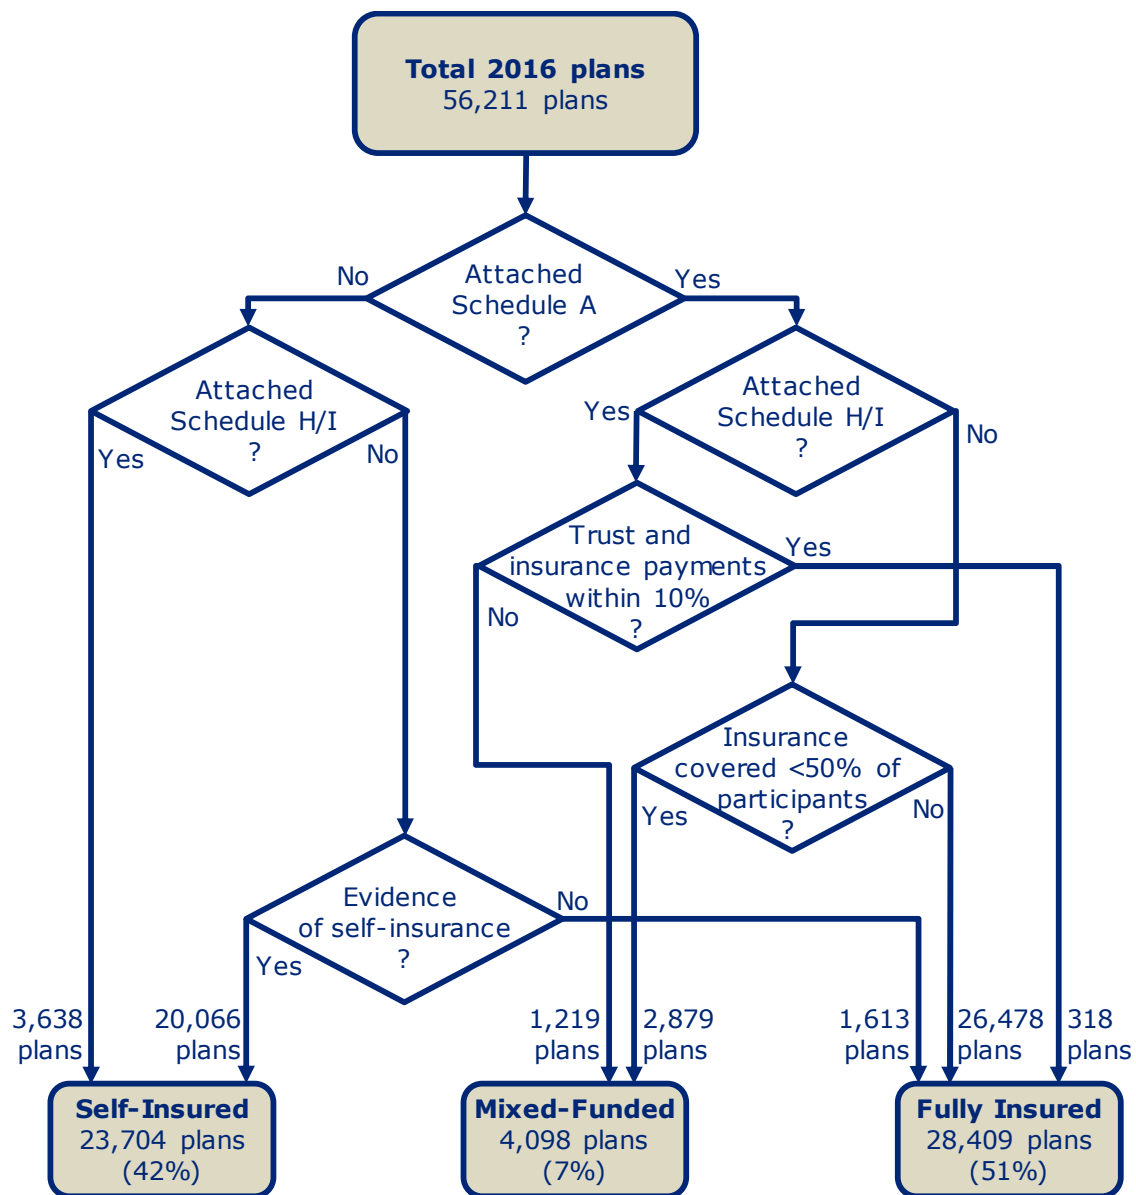 Total 2016 plans
56,211 plans
No
Attached
Schedule A
?
Yes
Attached
Schedule H/I
?
Yes
No
Attached
Schedule H/I
?
Yes
No
Trust and
insurance payments
within 10%
?
Yes
No
Insurance
covered <50% of
participants
?
Yes
No
Evidence
of self-insurance
?
Yes
No
3,638
plans
20,066
plans
1,219
plans
2,879
plans
1,613
plans
26,478
plans
318
plans
Self-Insured
23,704 plans
(42%)
Mixed-Funded
4,098 plans
(7%)
Fully Insured
28,409 plans
(51%)